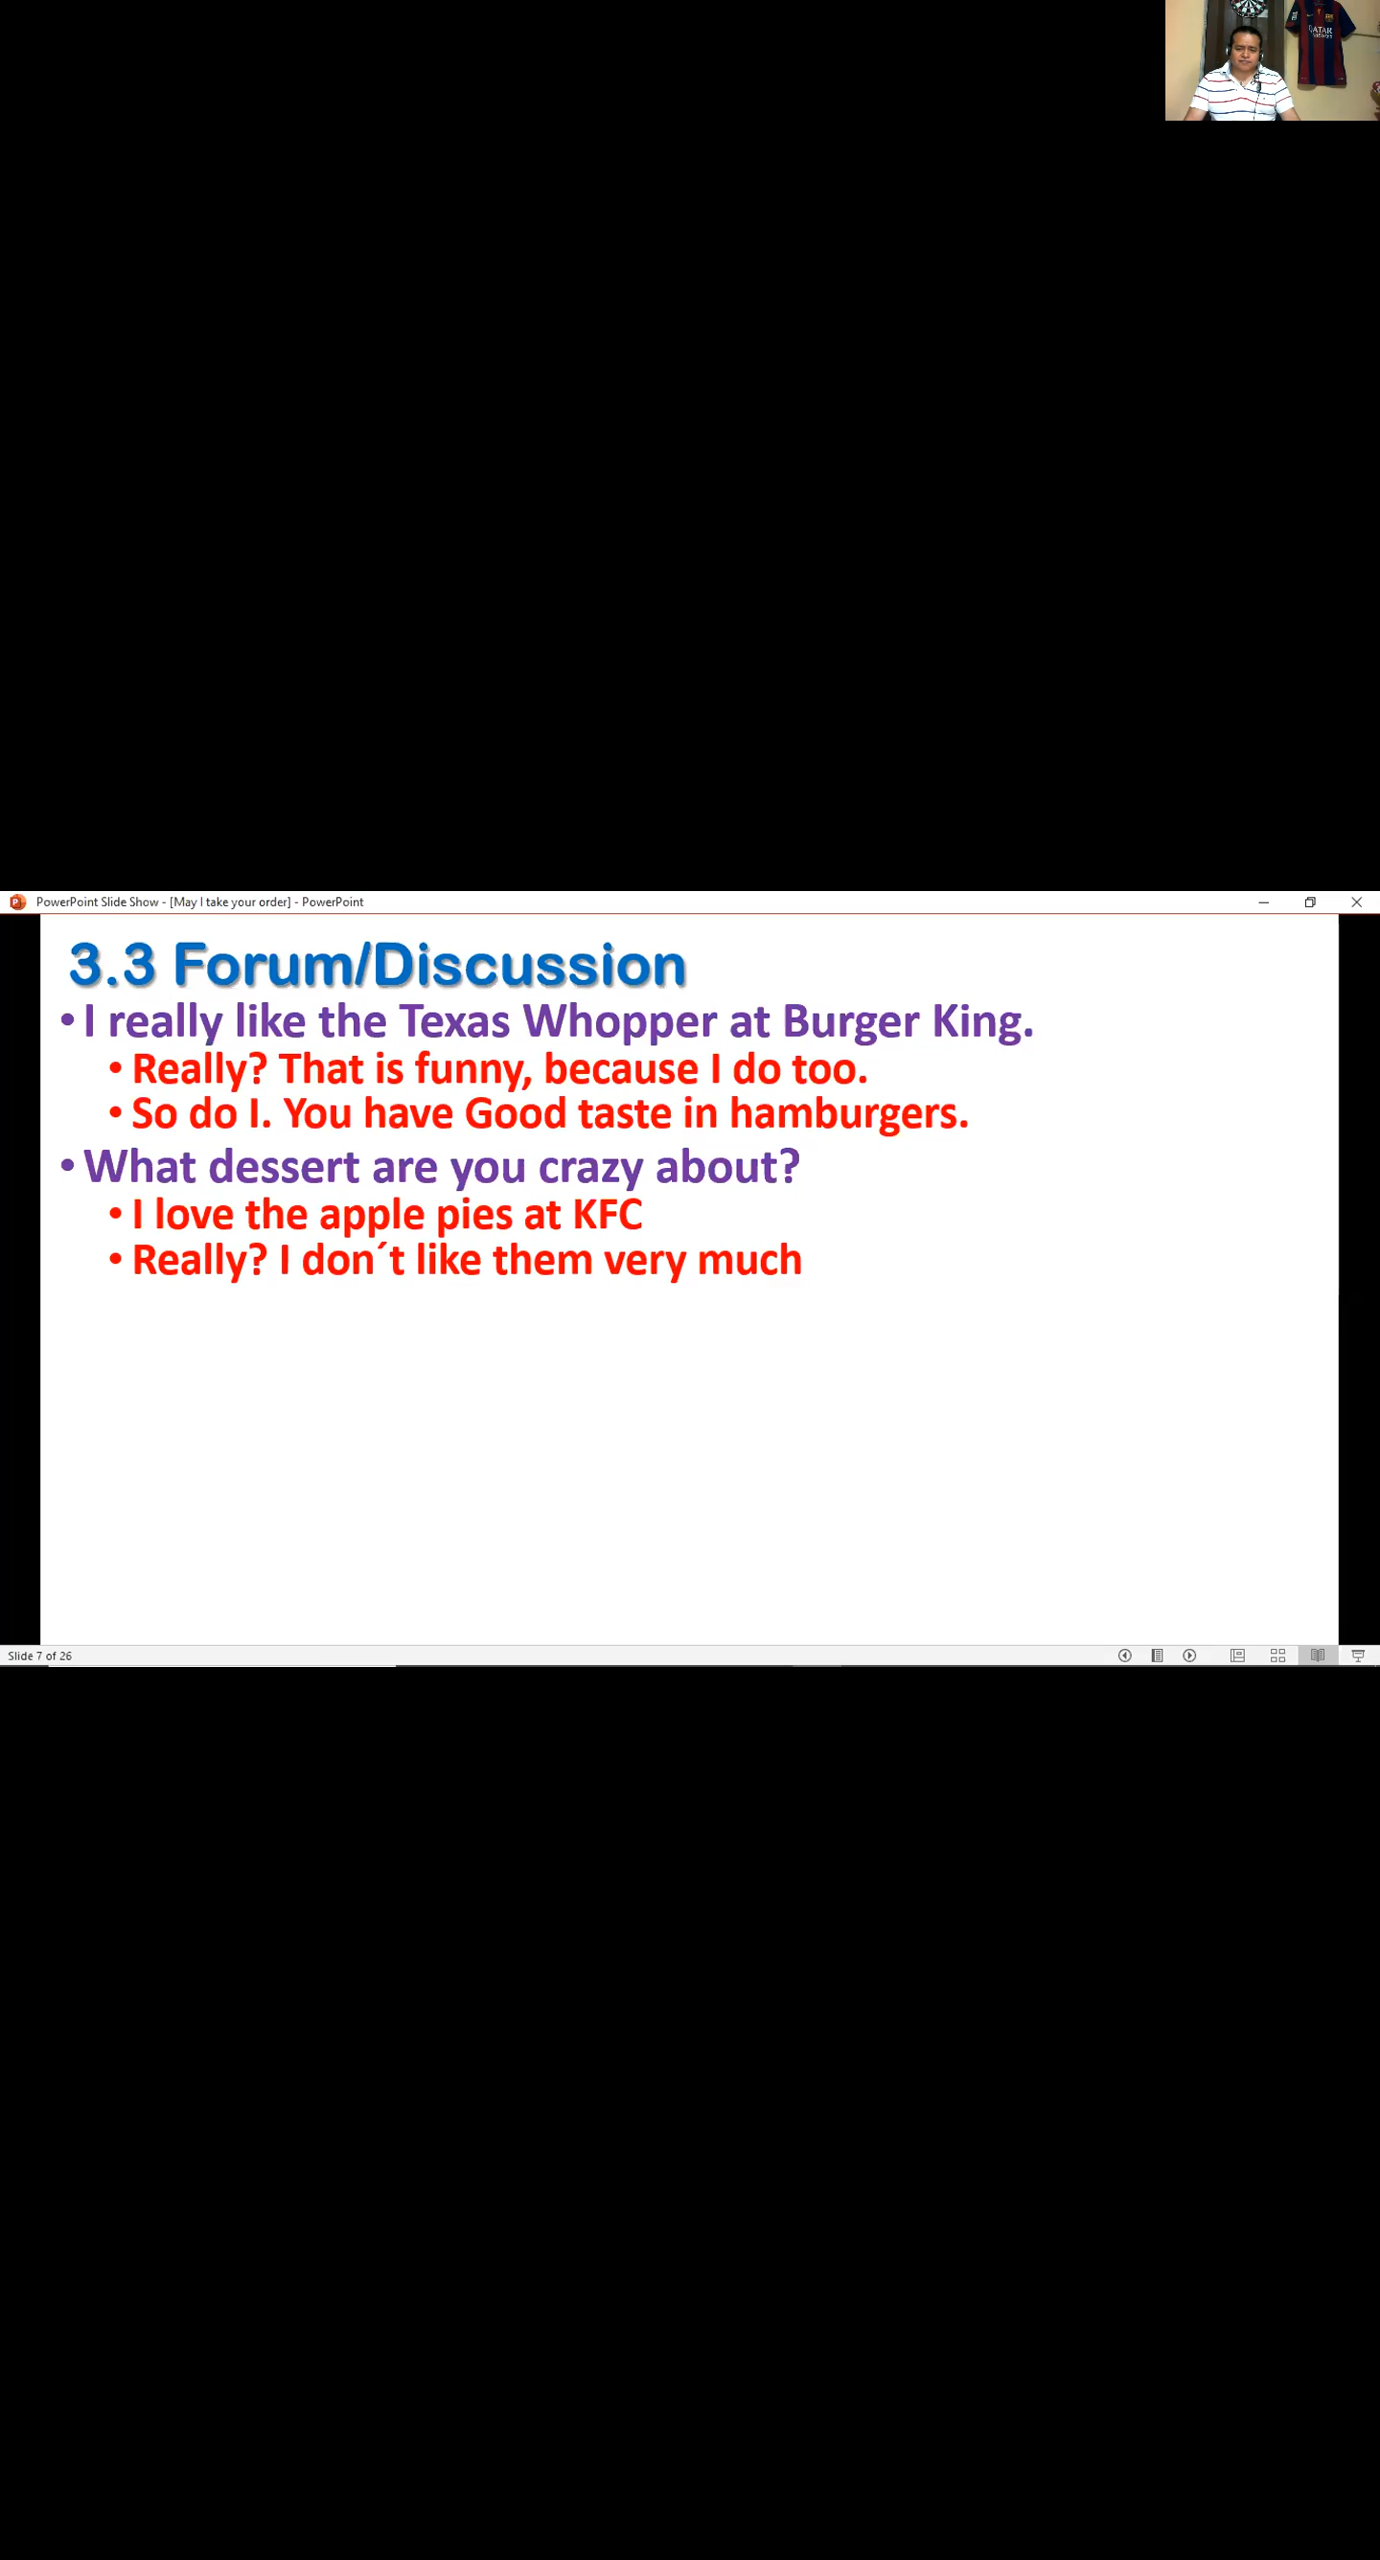 QATAR
PowerPoint Slide Show - [May I take your order] - PowerPoint
3.3 Forum/Discussion
• I really like the Texas Whopper at Burger King.
• Really? That is funny, because I do too.
• So do I. You have Good taste in hamburgers.
• What dessert are you crazy about?
• I love the apple pies at KFC
• Really? I don´t like them very much
Slide 7 of 26